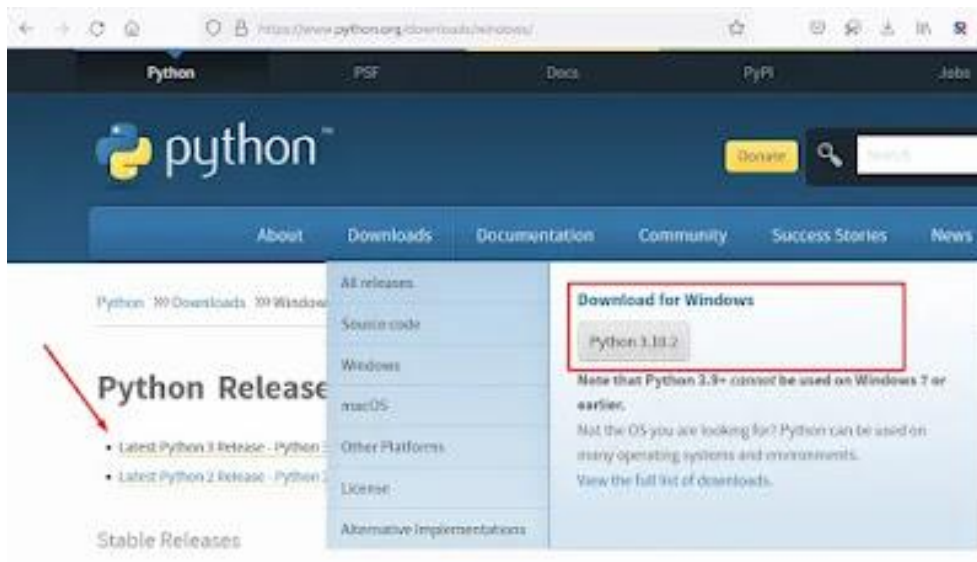 https://www.python.org/downloads/windows/
Python PSF Docs PyPI Jobs
python™
Donate
Search
About Downloads Documentation Community Success Stories News
Python >>> Downloads >>> Window
All releases
Source code
Windows
macOS
Other Platforms
License
Alternative Implementations
Download for Windows
Python 3.10.2
Note that Python 3.9+ cannot be used on Windows 7 or
earlier.
Not the OS you are looking for? Python can be used on
many operating systems and environments.
View the full list of downloads.
Python Release
Latest Python 3 Release - Python
Latest Python 2 Release - Python
Stable Releases